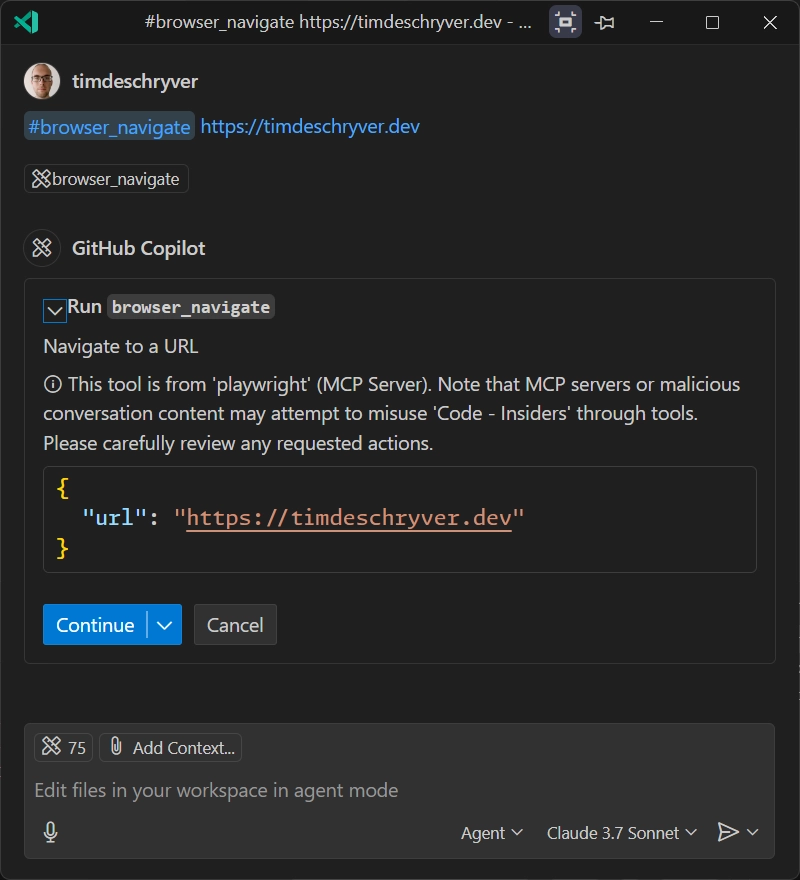 #browser_navigate https://timdeschryver.dev - ...
timdeschryver
#browser_navigate https://timdeschryver.dev
browser_navigate
GitHub Copilot
Run browser_navigate
Navigate to a URL
This tool is from 'playwright' (MCP Server). Note that MCP servers or malicious
conversation content may attempt to misuse 'Code - Insiders' through tools.
Please carefully review any requested actions.
{
"url": "https://timdeschryver.dev"
}
Continue Cancel
75 Add Context...
Edit files in your workspace in agent mode
Agent Claude 3.7 Sonnet